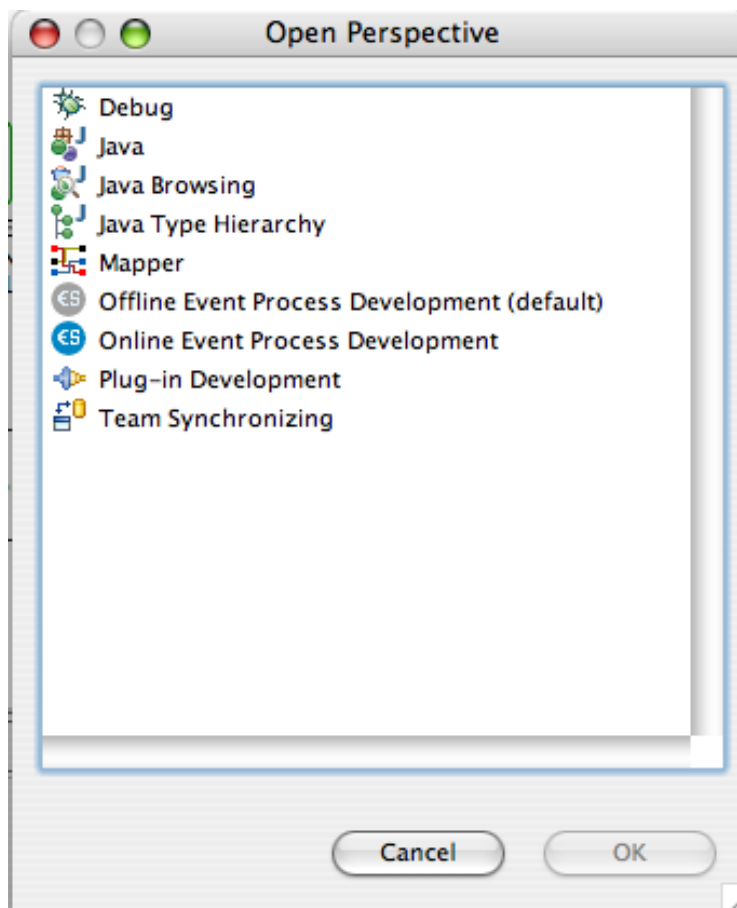 Open Perspective
Debug
Java
Java Browsing
Java Type Hierarchy
Mapper
Offline Event Process Development (default)
Online Event Process Development
Plug-in Development
Team Synchronizing
Cancel OK